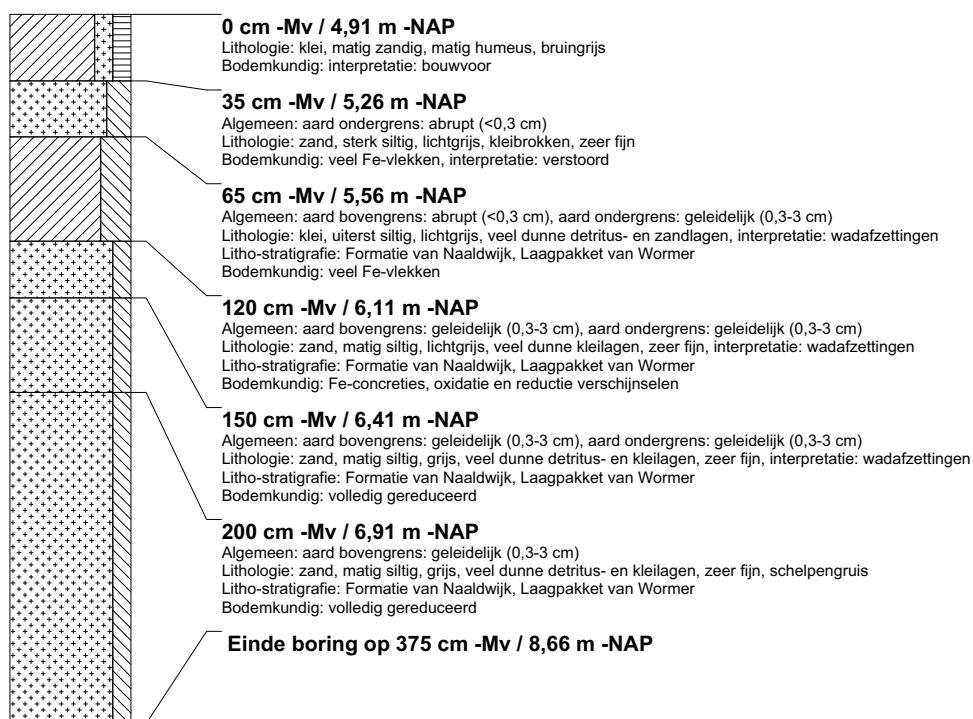 0 cm -Mv / 4,91 m -NAP
Lithologie: klei, matig zandig, matig humeus, bruingrijs
Bodemkundig: interpretatie: bouwvoor
35 cm -Mv / 5,26 m -NAP
Algemeen: aard ondergrens: abrupt (<0,3 cm)
Lithologie: zand, sterk siltig, lichtgrijs, kleibrokken, zeer fijn
Bodemkundig: veel Fe-vlekken, interpretatie: verstoord
65 cm -Mv / 5,56 m -NAP
Algemeen: aard bovengrens: abrupt (<0,3 cm), aard ondergrens: geleidelijk (0,3-3 cm)
Lithologie: klei, uiterst siltig, lichtgrijs, veel dunne detritus- en zandlagen, interpretatie: wadafzettingen
Litho-stratigrafie: Formatie van Naaldwijk, Laagpakket van Wormer
Bodemkundig: veel Fe-vlekken
120 cm -Mv / 6,11 m -NAP
Algemeen: aard bovengrens: geleidelijk (0,3-3 cm), aard ondergrens: geleidelijk (0,3-3 cm)
Lithologie: zand, matig siltig, lichtgrijs, veel dunne kleilagen, zeer fijn, interpretatie: wadafzettingen
Litho-stratigrafie: Formatie van Naaldwijk, Laagpakket van Wormer
Bodemkundig: Fe-concreties, oxidatie en reductie verschijnselen
150 cm -Mv / 6,41 m -NAP
Algemeen: aard bovengrens: geleidelijk (0,3-3 cm), aard ondergrens: geleidelijk (0,3-3 cm)
Lithologie: zand, matig siltig, grijs, veel dunne detritus- en kleilagen, zeer fijn, interpretatie: wadafzettingen
Litho-stratigrafie: Formatie van Naaldwijk, Laagpakket van Wormer
Bodemkundig: volledig gereduceerd
200 cm -Mv / 6,91 m -NAP
Algemeen: aard bovengrens: geleidelijk (0,3-3 cm)
Lithologie: zand, matig siltig, grijs, veel dunne detritus- en kleilagen, zeer fijn, schelpengruis
Litho-stratigrafie: Formatie van Naaldwijk, Laagpakket van Wormer
Bodemkundig: volledig gereduceerd
Einde boring op 375 cm -Mv / 8,66 m -NAP